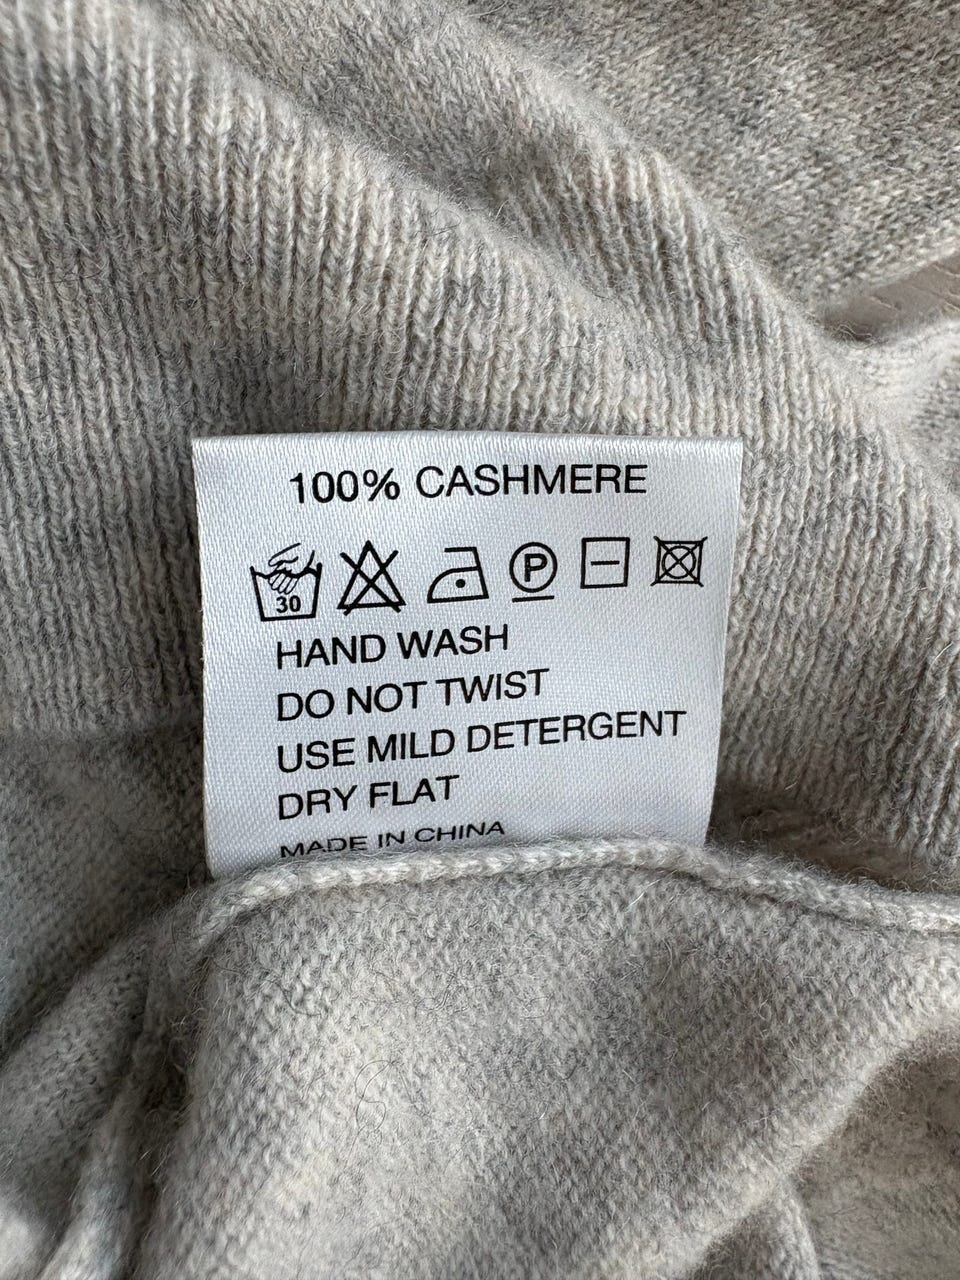 100% CASHMERE
30 P
HAND WASH
DO NOT TWIST
USE MILD DETERGENT
DRY FLAT
MADE IN CHINA